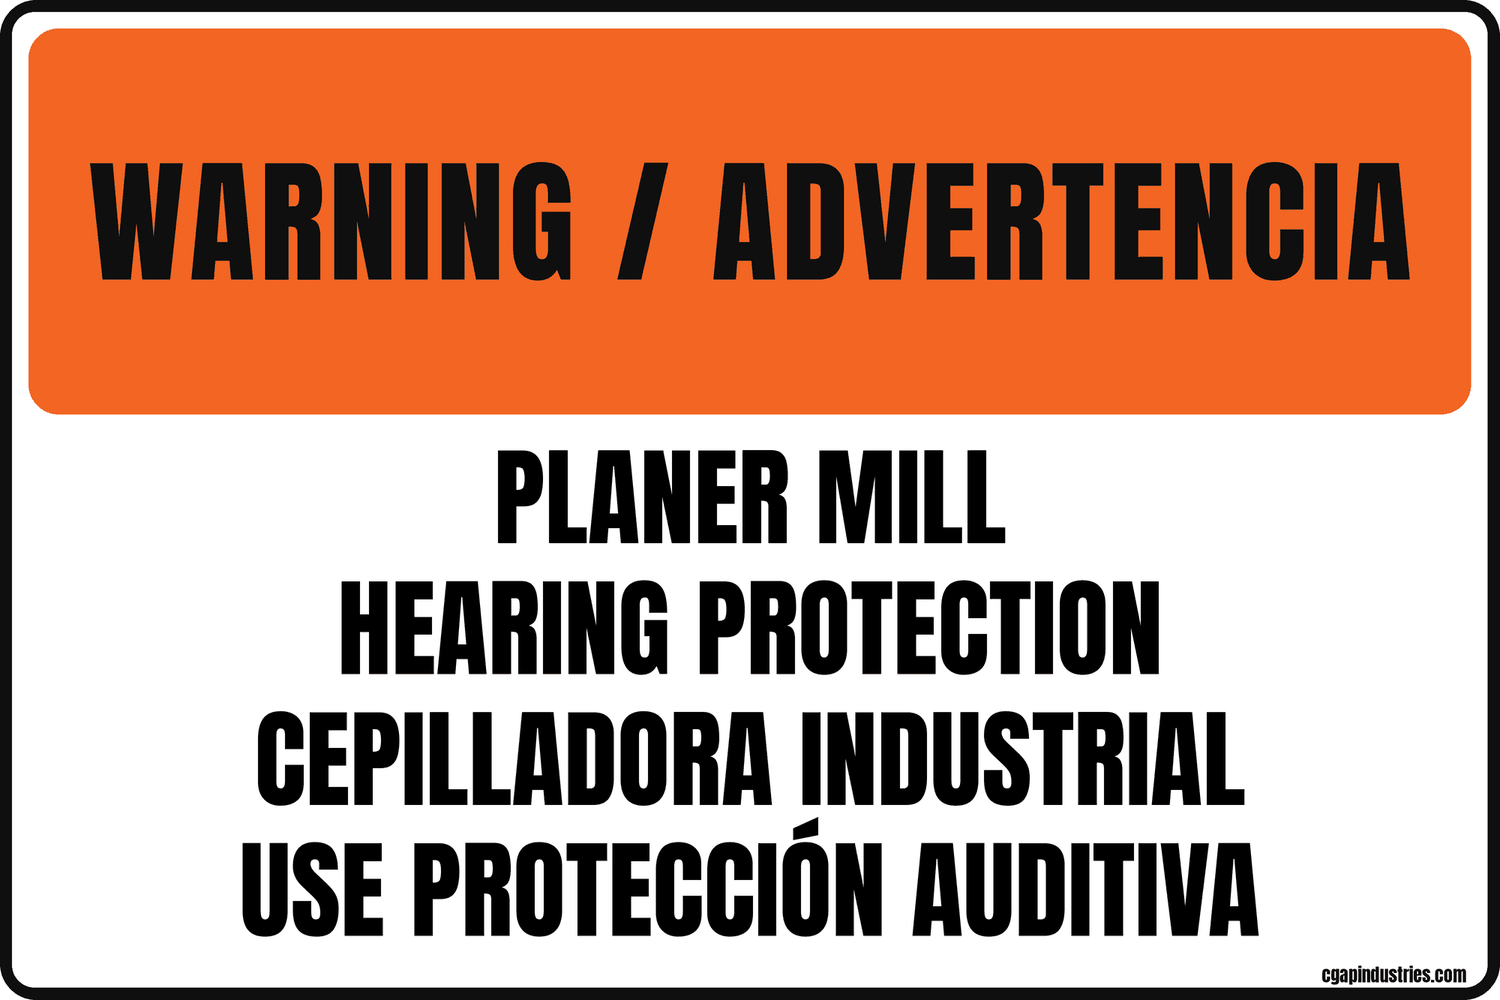 WARNING / ADVERTENCIA
PLANER MILL
HEARING PROTECTION
CEPILLADORA INDUSTRIAL
USE PROTECCIÓN AUDITIVA
cgapindustries.com